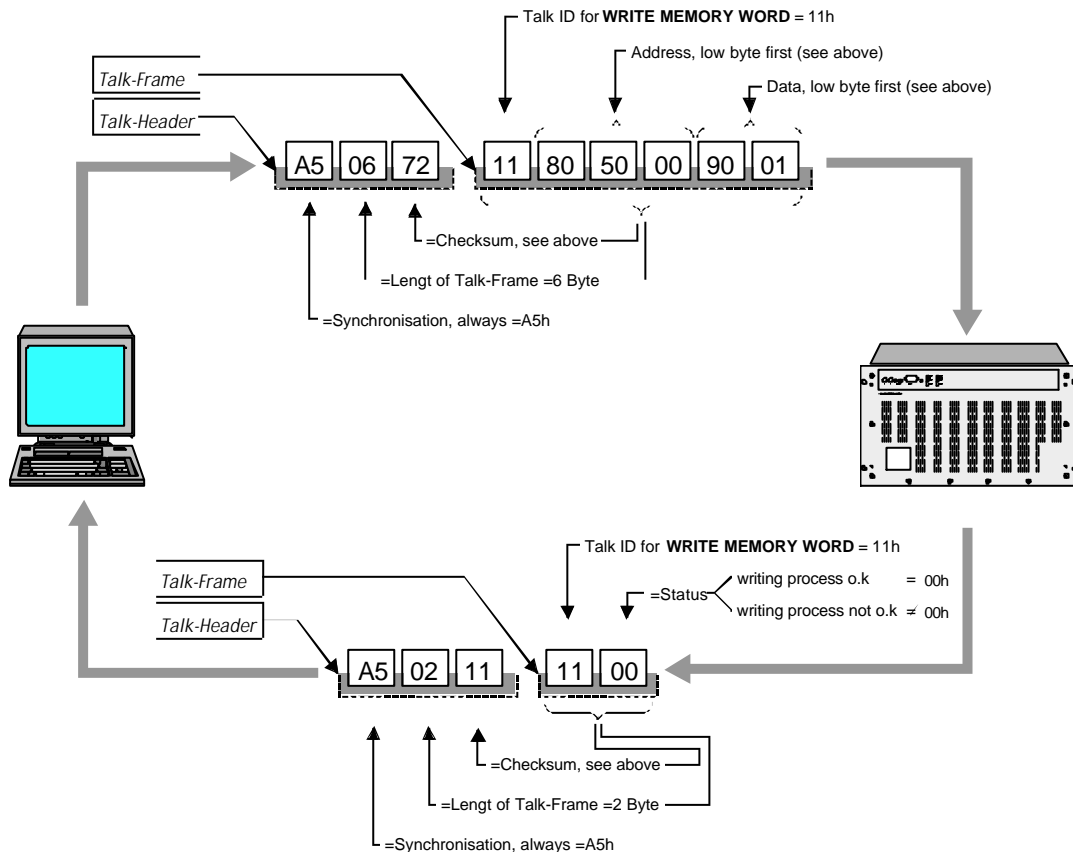 Talk ID for WRITE MEMORY WORD = 11h
Address, low byte first (see above)
Data, low byte first (see above)
Talk-Frame
Talk-Header
A5 06 72 11 80 50 00 90 01
=Checksum, see above
=Lengt of Talk-Frame =6 Byte
=Synchronisation, always =A5h
Talk ID for WRITE MEMORY WORD = 11h
Talk-Frame
Talk-Header
=Status
writing process o.k = 00h
writing process not o.k ≠ 00h
A5 02 11 11 00
=Checksum, see above
=Lengt of Talk-Frame =2 Byte
=Synchronisation, always =A5h